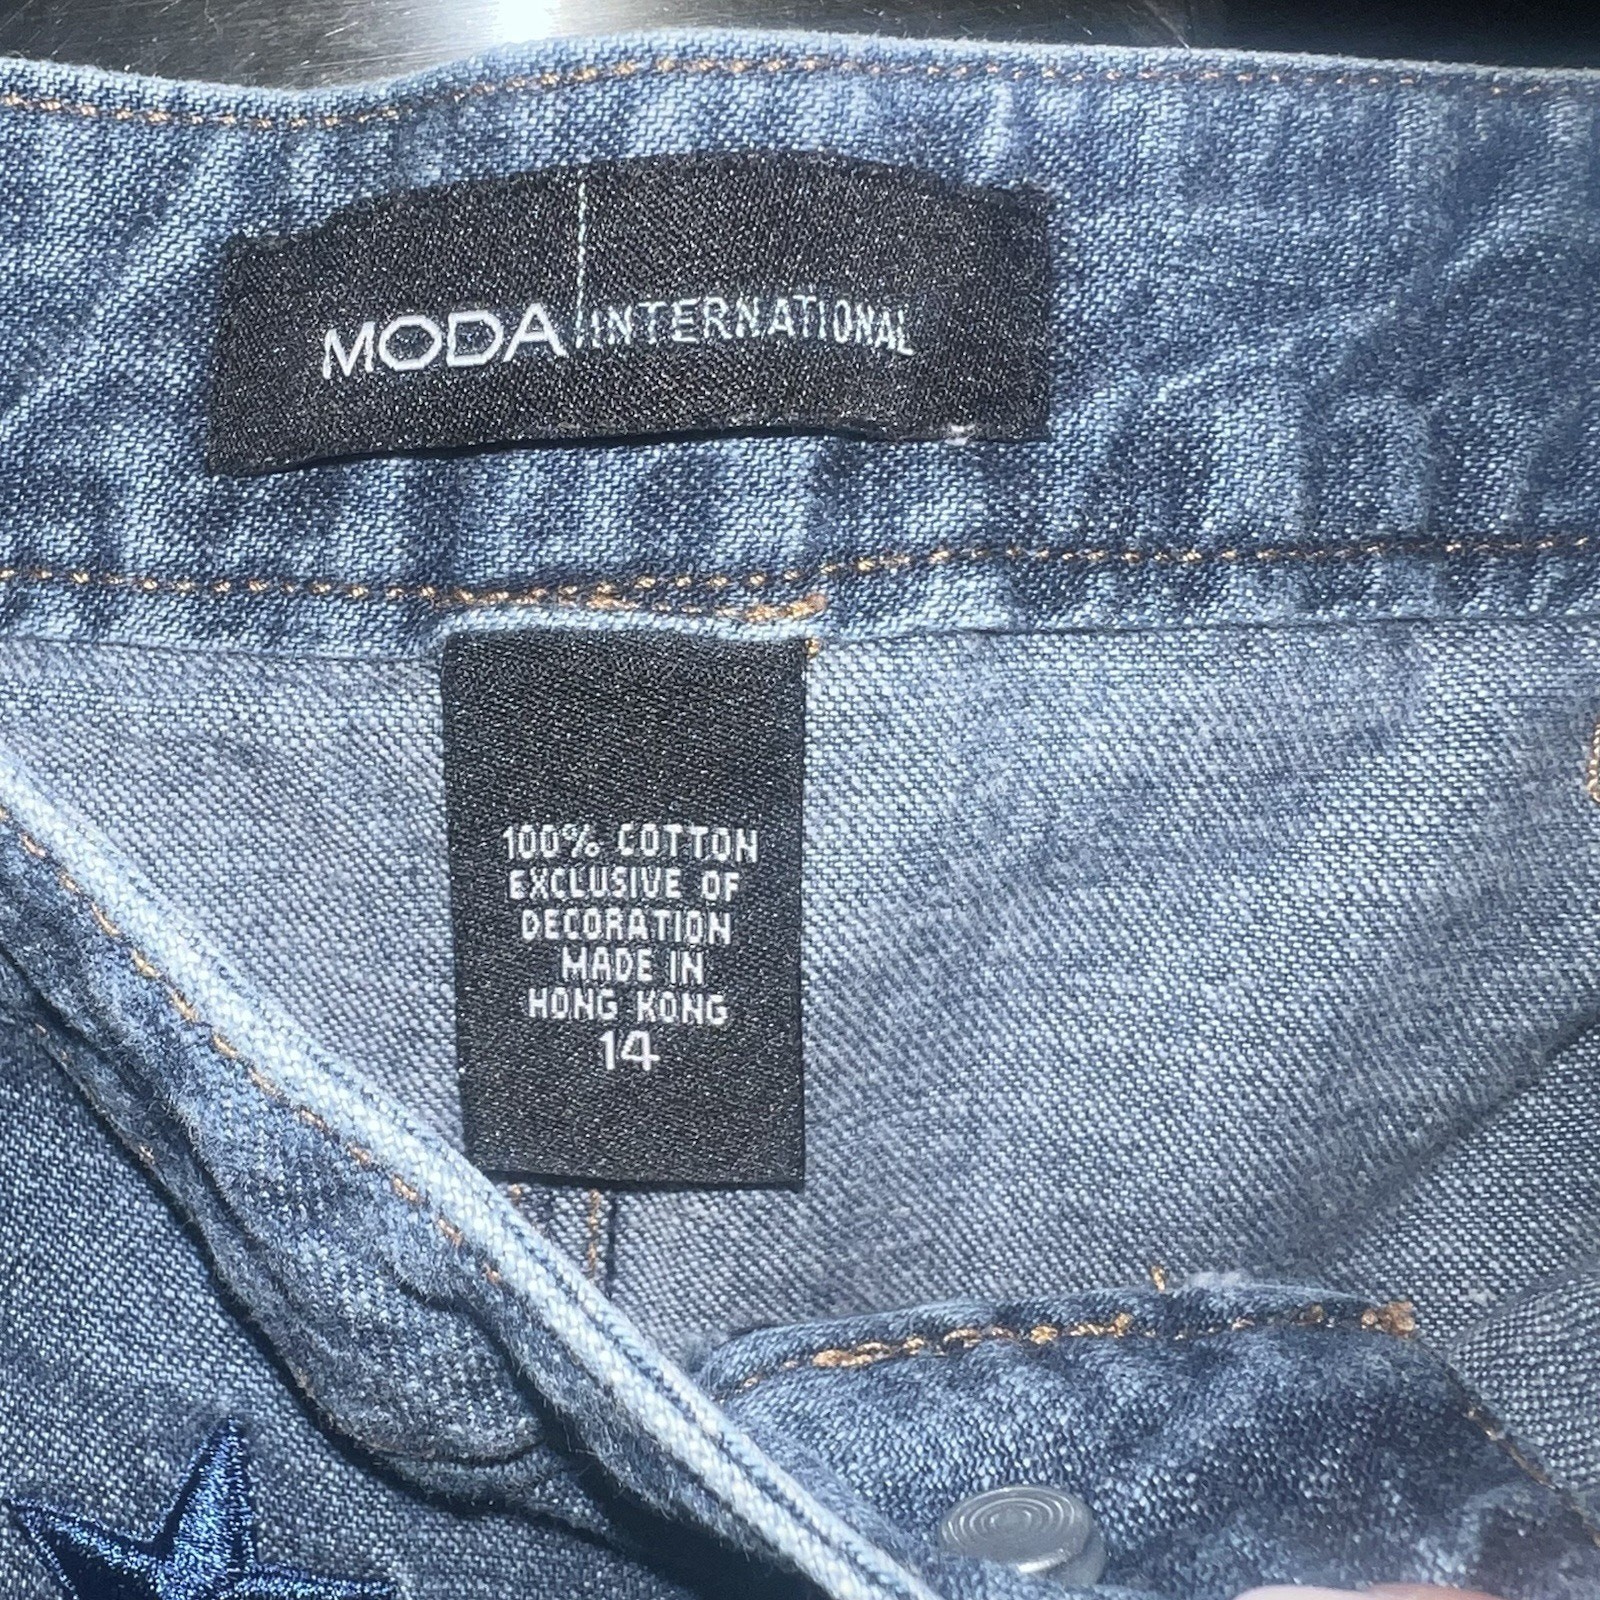 MODA INTERNATIONAL
100% COTTON
EXCLUSIVE OF
DECORATION
MADE IN
HONG KONG
14